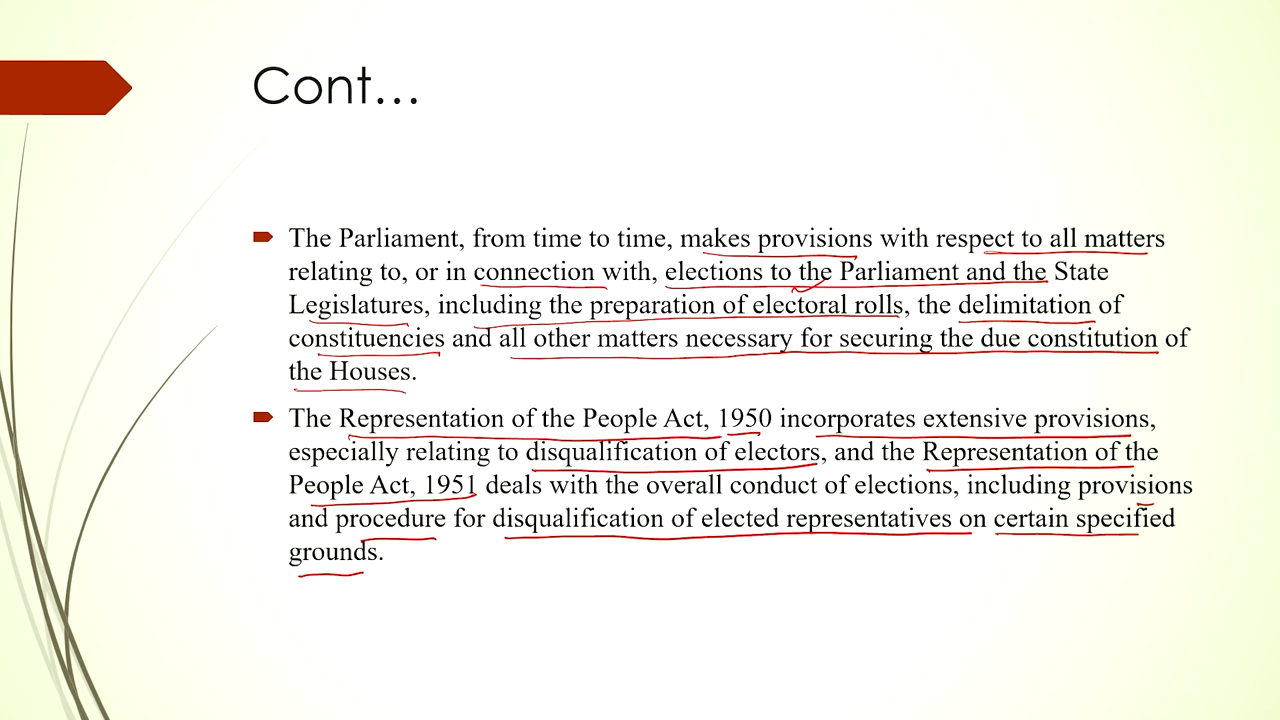 Cont...
The Parliament, from time to time, makes provisions with respect to all matters
relating to, or in connection with, elections to the Parliament and the State
Legislatures, including the preparation of electoral rolls, the delimitation of
constituencies and all other matters necessary for securing the due constitution of
the Houses.
The Representation of the People Act, 1950 incorporates extensive provisions,
especially relating to disqualification of electors, and the Representation of the
People Act, 1951 deals with the overall conduct of elections, including provisions
and procedure for disqualification of elected representatives on certain specified
grounds.